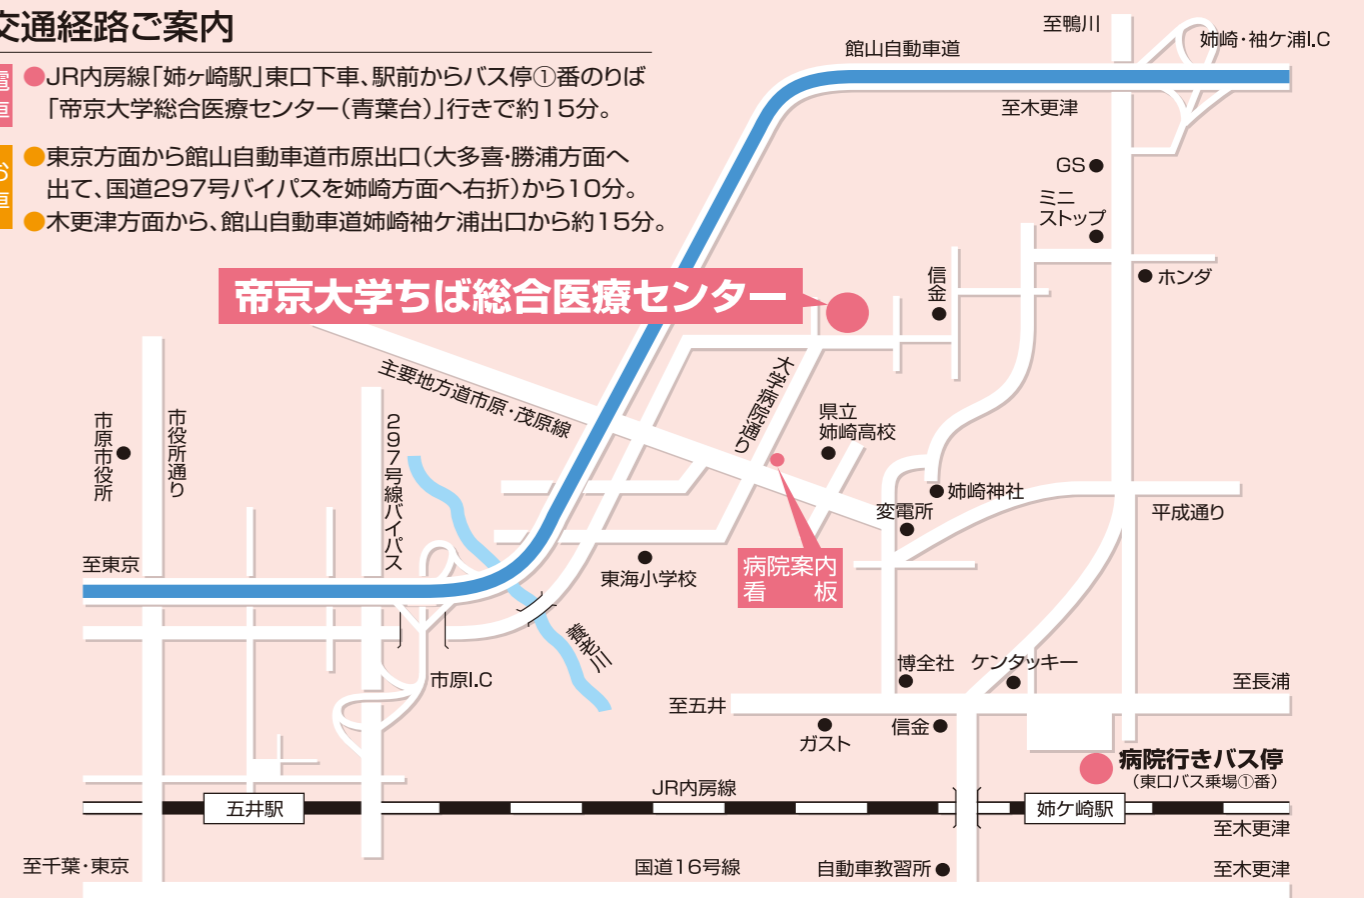 交通経路ご案内
電車
●JR内房線「姉ヶ崎駅」東口下車、駅前からバス停①番のりば
「帝京大学総合医療センター（青葉台）」行きで約15分。
お車
●東京方面から館山自動車道市原出口（大多喜・勝浦方面へ
出て、国道297号バイパスを姉崎方面へ右折）から10分。
●木更津方面から、館山自動車道姉崎袖ケ浦出口から約15分。
至鴨川
館山自動車道
姉崎・袖ケ浦I.C
至木更津
GS
ミニ
ストップ
信金
ホンダ
帝京大学ちば総合医療センター
主要地方道市原・茂原線
大学病院通り
県立
姉崎高校
市原市役所
市役所通り
297号線バイパス
姉崎神社
変電所
平成通り
至東京
東海小学校
病院案内
看　板
養老川
市原I.C
博全社
ケンタッキー
至長浦
至五井
ガスト
信金
病院行きバス停
（東口バス乗場①番）
JR内房線
五井駅
姉ケ崎駅
至木更津
至千葉・東京
国道16号線
自動車教習所
至木更津